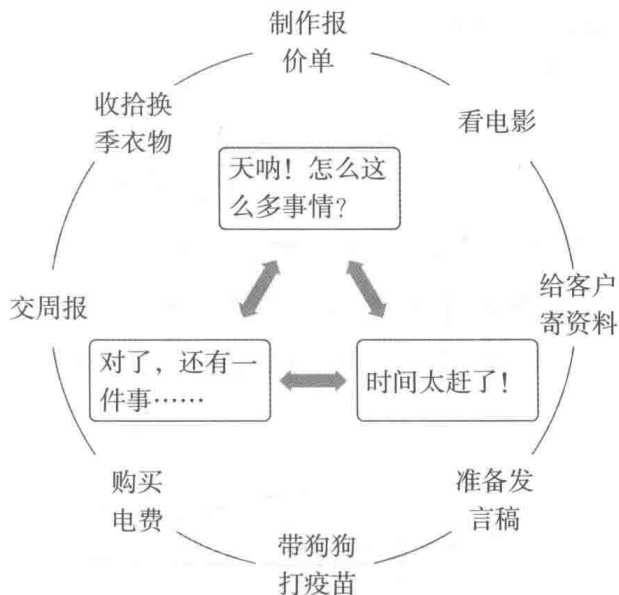 制作报
价单
收拾换
季衣物
看电影
天呐！怎么这
么多事情？
交周报
给客户
寄资料
对了，还有一
件事……
时间太赶了！
购买
电费
准备发
言稿
带狗狗
打疫苗